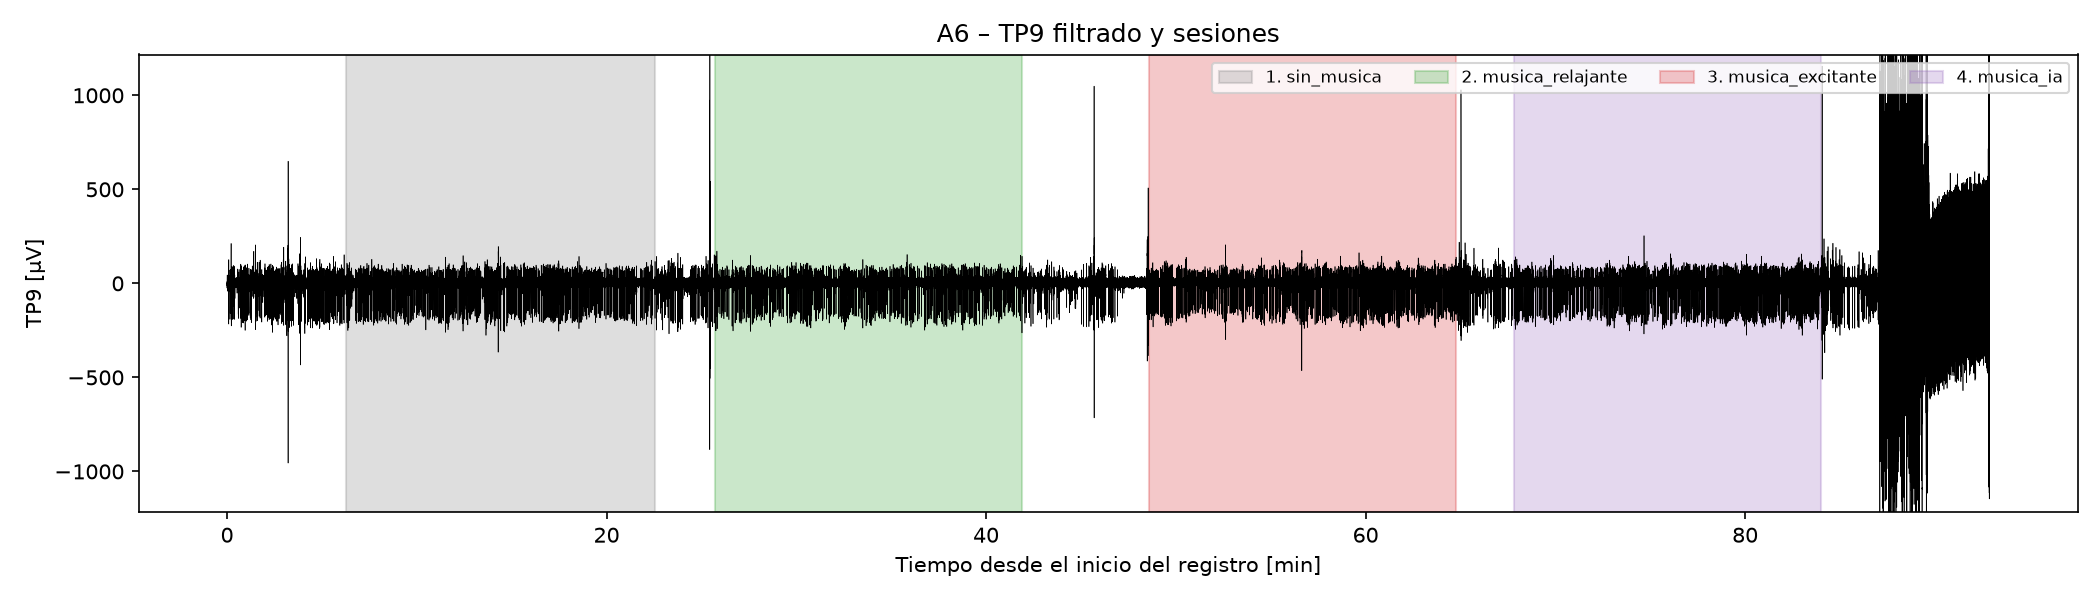 A6 – TP9 filtrado y sesiones
1. sin_musica 2. musica_relajante 3. musica_excitante 4. musica_ia
TP9 [µV]
1000
500
0
−500
−1000
0 20 40 60 80
Tiempo desde el inicio del registro [min]